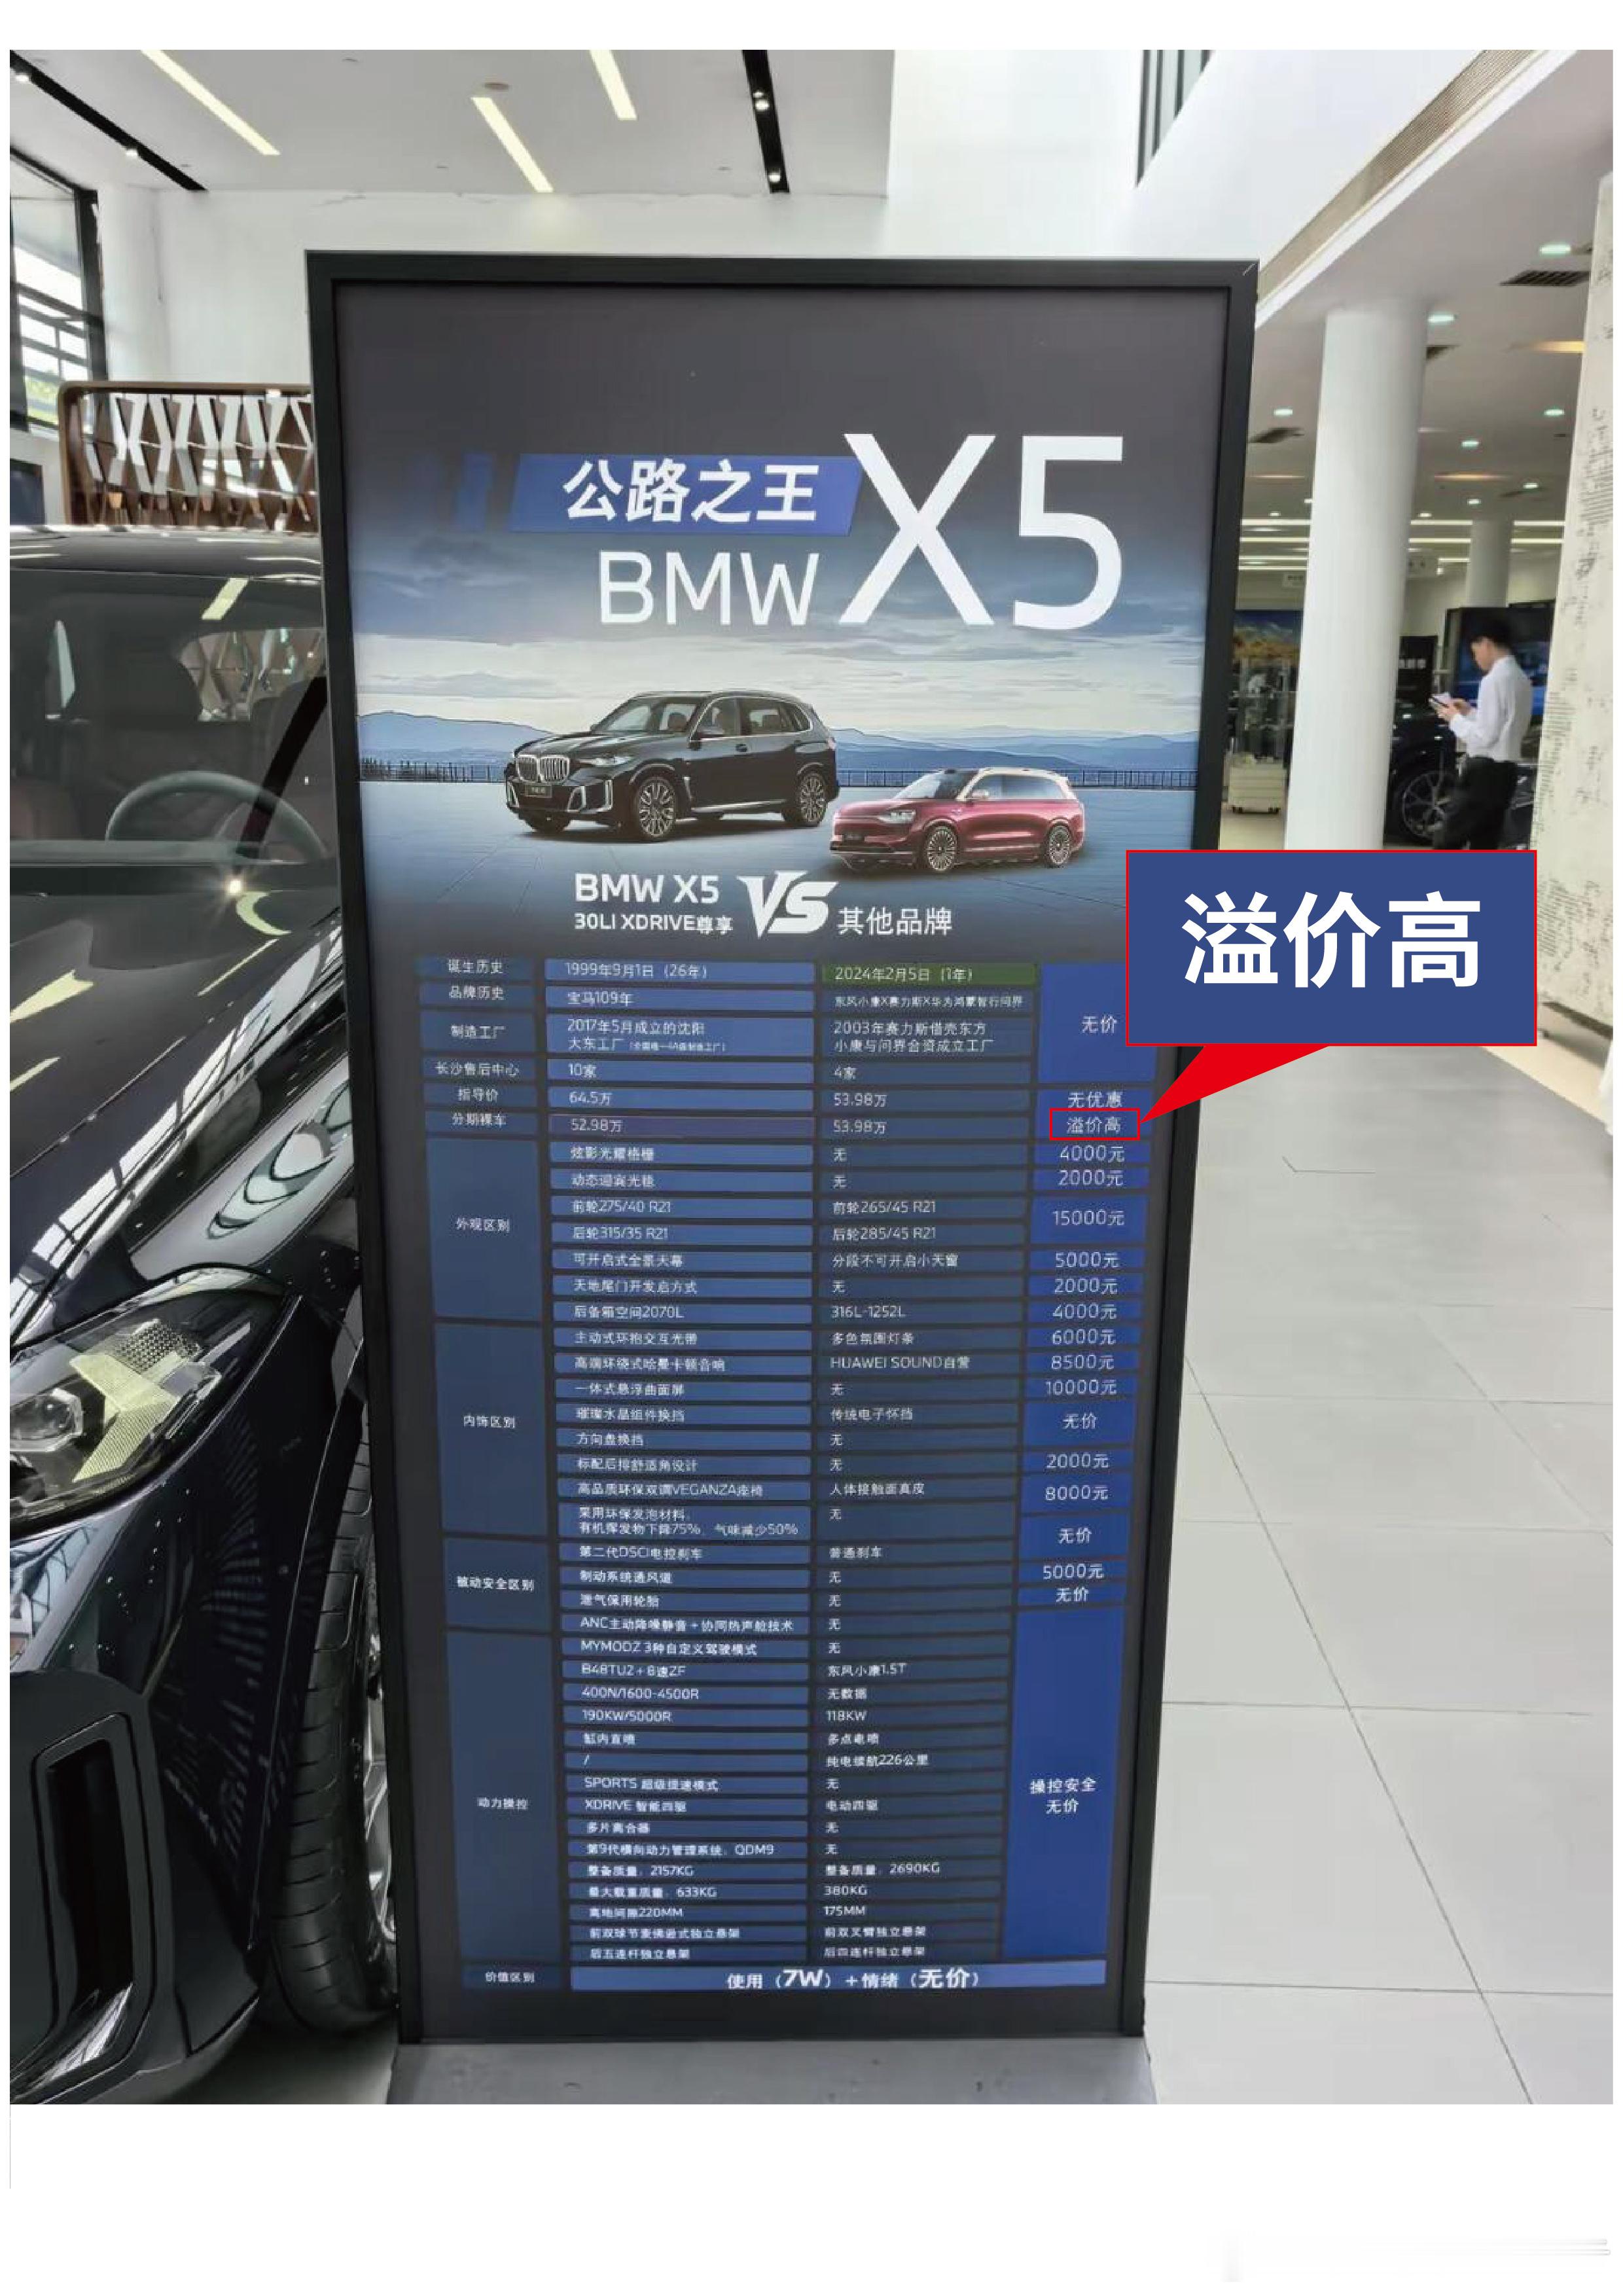 公路之王
BMW X5
BMW X5 VS 其他品牌
30LI XDRIVE尊享
溢价高
诞生历史 1999年9月1日（26年） 2024年2月5日（1年） 无价
品牌历史 宝马109年 东风小康X赛力斯X华为鸿蒙智行问界
制造工厂 2017年5月成立的沈阳 2003年赛力斯借壳东方
大东工厂 小康与问界合资成立工厂
长沙售后中心 10家 4家
指导价 64.5万 53.98万 无优惠
分期裸车 52.98万 53.98万 溢价高
外观区别
炫影光耀格栅 无 4000元
动态迎宾光毯 无 2000元
前轮275/40 R21 前轮265/45 R21 15000元
后轮315/35 R21 后轮285/45 R21
可开启式全景天幕 分段不可开启小天窗 5000元
天地尾门开发启方式 无 2000元
后备箱空间2070L 316L-1252L 4000元
内饰区别
主动式环抱交互光带 多色氛围灯条 6000元
高端环绕式哈曼卡顿音响 HUAWEI SOUND自营 8500元
一体式悬浮曲面屏 无 10000元
璀璨水晶组件换挡 传统电子怀挡 无价
方向盘换挡 无
标配后排舒适角设计 无 2000元
高品质环保双调VEGANZA座椅 人体接触面真皮 8000元
采用环保发泡材料， 无 无价
有机挥发物下降75%，气味减少50%
被动安全区别
第二代DSCI电控刹车 普通刹车
制动系统通风道 无 5000元
泄气保用轮胎 无 无价
ANC主动降噪静音+协同热声舱技术 无
动力操控
MYMODZ 3种自定义驾驶模式 无
B48TU2+8速ZF 东风小康1.5T
400N/1600-4500R 无数据
190KW/5000R 118KW
缸内直喷 多点电喷
/ 纯电续航226公里
SPORTS 超级提速模式 无
XDRIVE 智能四驱 电动四驱
多片离合器 无
第9代横向动力管理系统，QDM9 无
整备质量，2157KG 整备质量，2690KG
最大载重质量，633KG 380KG
离地间隙220MM 175MM
前双球节麦佛逊式独立悬架 前双叉臂独立悬架
后五连杆独立悬架 后四连杆独立悬架
操控安全
无价
价值区别 使用（7W）+情绪（无价）